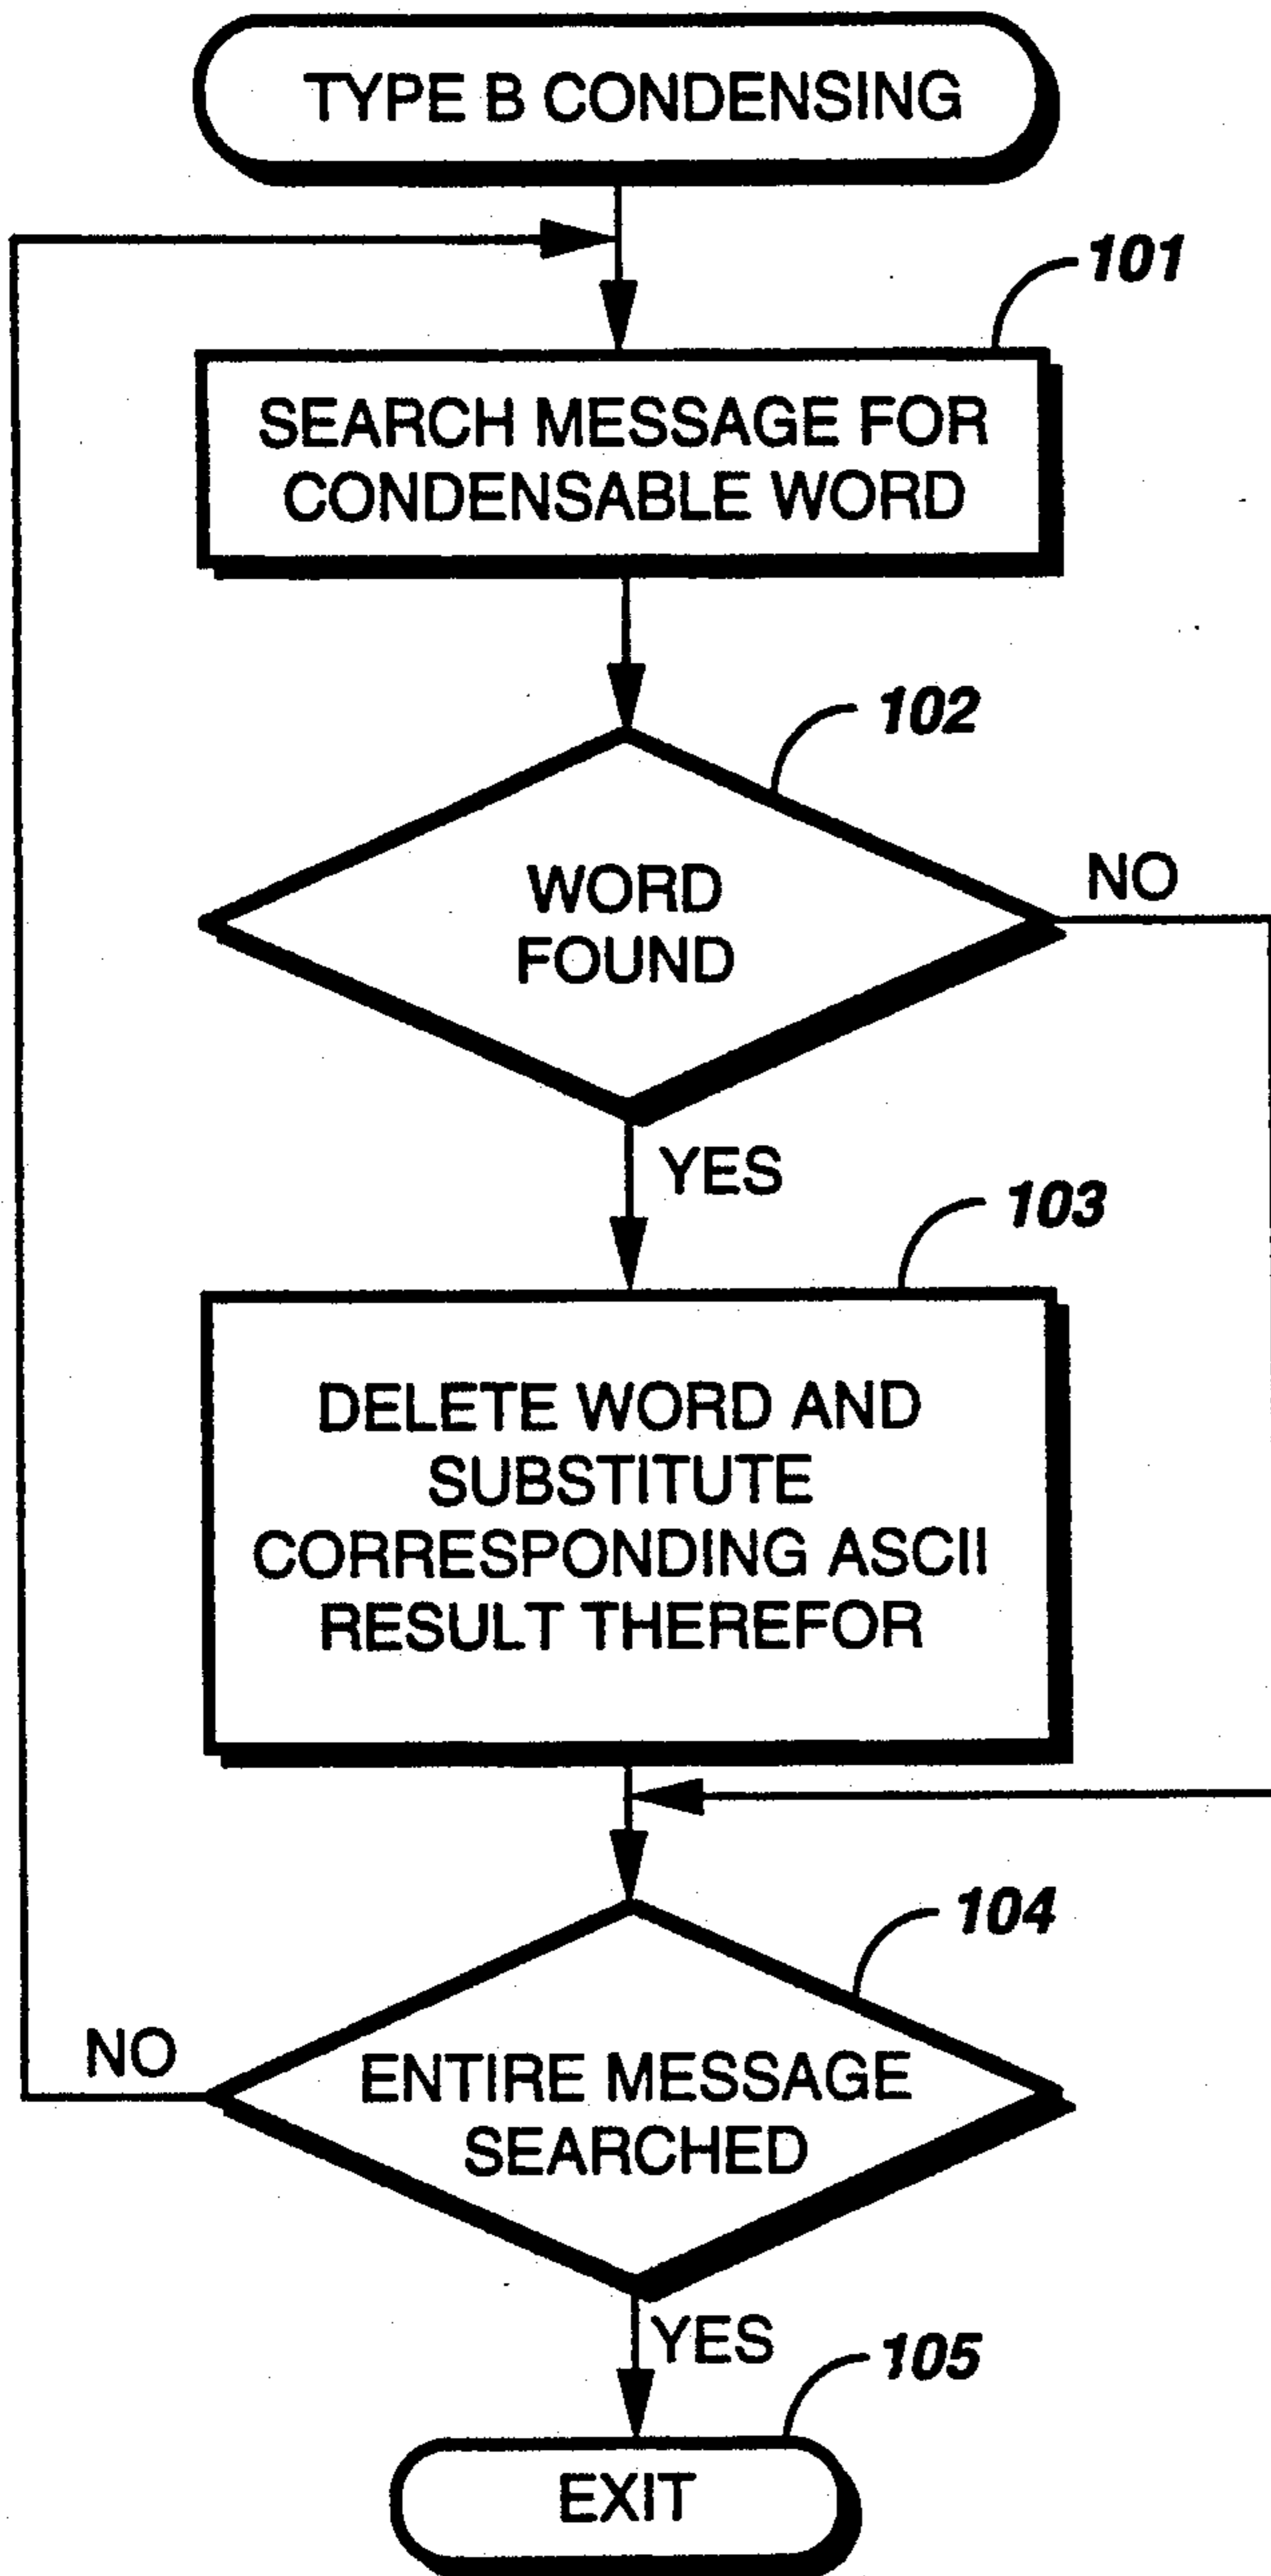 TYPE B CONDENSING
101
SEARCH MESSAGE FOR
CONDENSABLE WORD
102
WORD
FOUND
NO
YES
103
DELETE WORD AND
SUBSTITUTE
CORRESPONDING ASCII
RESULT THEREFOR
104
ENTIRE MESSAGE
SEARCHED
NO
YES
105
EXIT